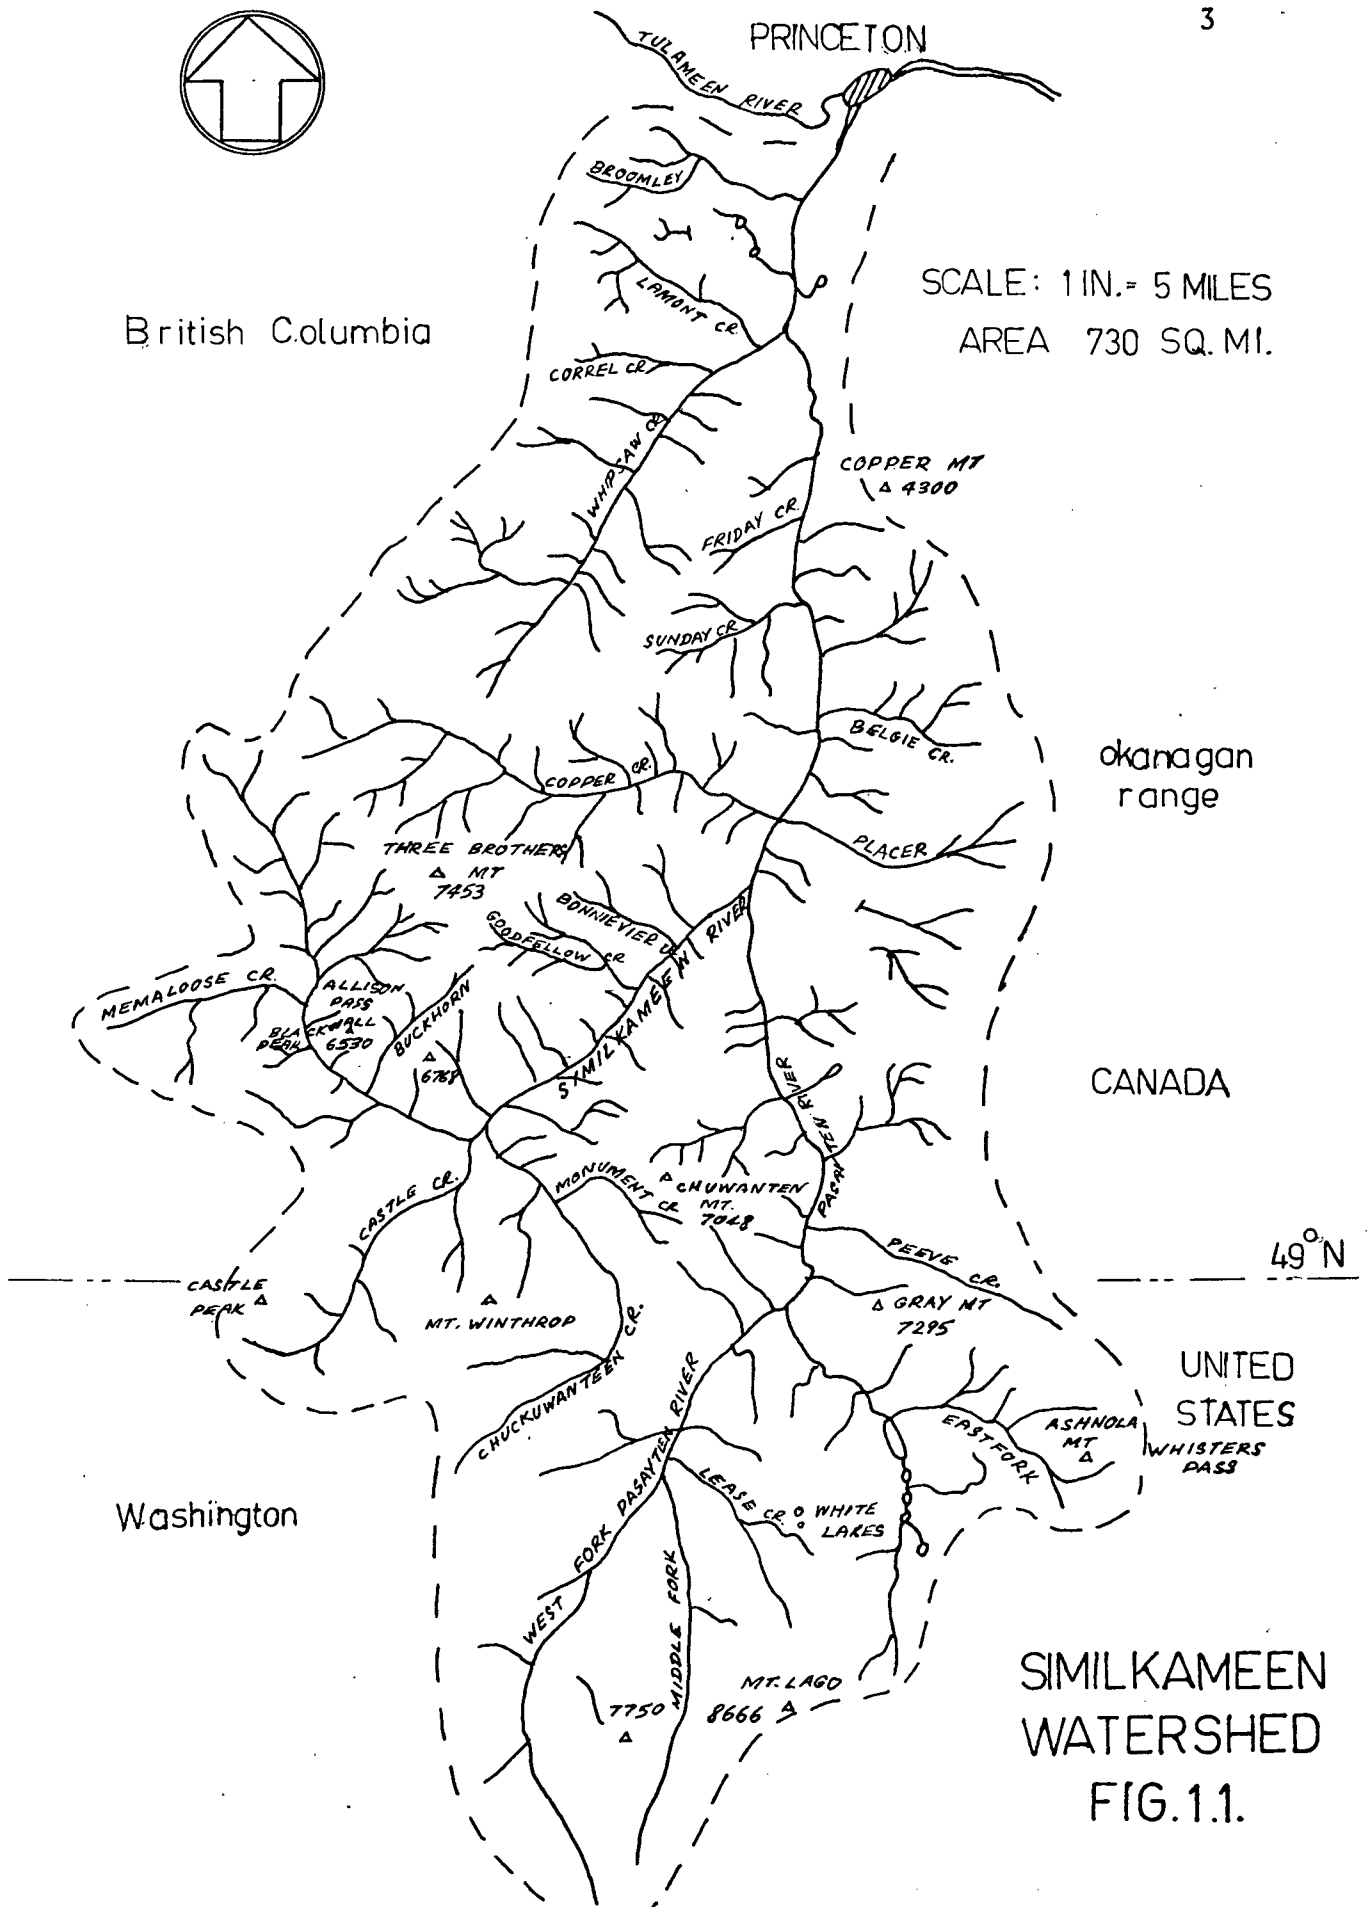 3
PRINCETON
TULAMEEN RIVER
BROOMLEY
SCALE: 1 IN. = 5 MILES
AREA 730 SQ. MI.
British Columbia
LAMONT CR.
CORREL CR.
WHIPSAW CR.
COPPER MT
4300
FRIDAY CR.
SUNDAY CR
BELGIE CR.
okanagan
range
COPPER CR.
PLACER
THREE BROTHERS
MT
7453
BONNIEVIER CR
GOODFELLOW CR
SIMILKAMEEN RIVER
MEMALOOSE CR.
ALLISON
PASS
BLACKWALL
PEAK 6530
BUCKHORN
6768
PASAYTEN RIVER
CANADA
CASTLE CR.
MONUMENT CR
CHUWANTEN
MT.
7048
PEEVE CR.
49°N
CASTLE
PEAK
MT. WINTHROP
GRAY MT
7295
CHUCKUWANTEEN CR.
UNITED
STATES
EAST FORK
ASHNOLA
MT
WHISTERS
PASS
WEST FORK PASAYTEN RIVER
LEASE CR.
WHITE
LAKES
Washington
MIDDLE FORK
7750
MT. LAGO
8666
SIMILKAMEEN
WATERSHED
FIG. 1.1.